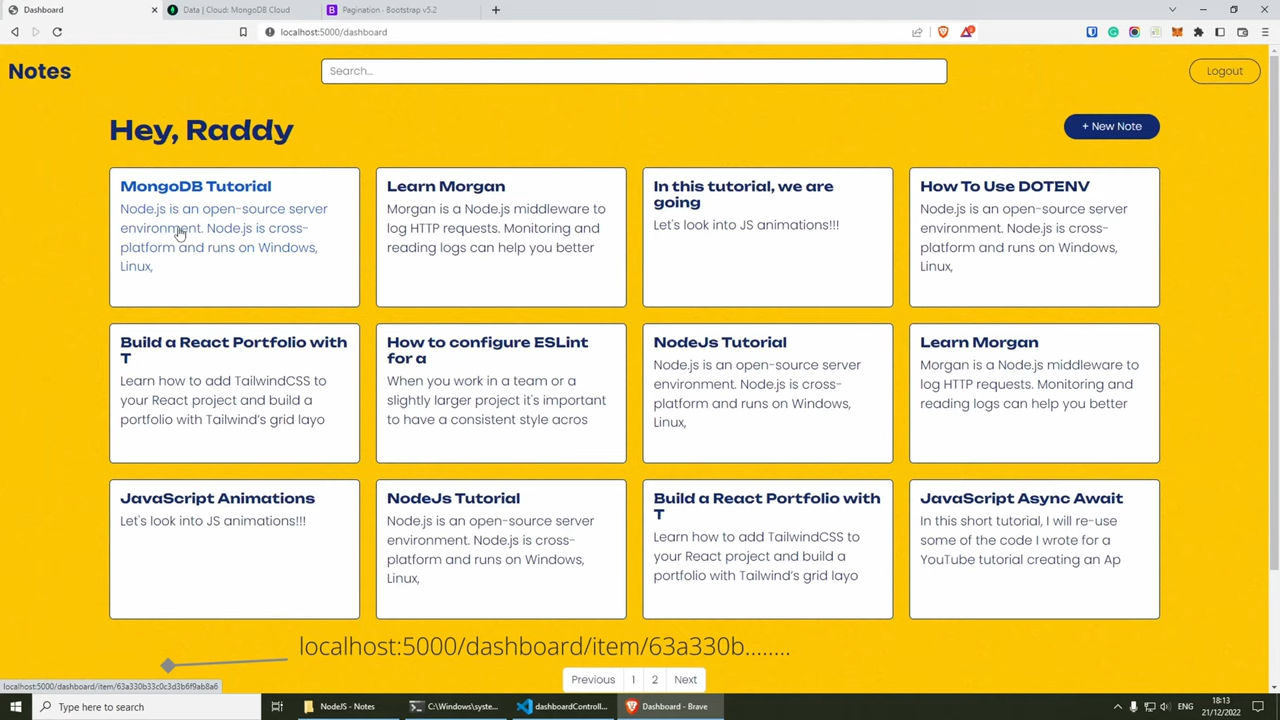 Dashboard
Data | Cloud: MongoDB Cloud
Pagination · Bootstrap v5.2
localhost:5000/dashboard
Notes
Search...
Logout
Hey, Raddy
+ New Note
MongoDB Tutorial
Node.js is an open-source server
environment. Node.js is cross-
platform and runs on Windows,
Linux,
Learn Morgan
Morgan is a Node.js middleware to
log HTTP requests. Monitoring and
reading logs can help you better
In this tutorial, we are
going
Let's look into JS animations!!!
How To Use DOTENV
Node.js is an open-source server
environment. Node.js is cross-
platform and runs on Windows,
Linux,
Build a React Portfolio with
T
Learn how to add TailwindCSS to
your React project and build a
portfolio with Tailwind's grid layo
How to configure ESLint
for a
When you work in a team or a
slightly larger project it's important
to have a consistent style acros
NodeJs Tutorial
Node.js is an open-source server
environment. Node.js is cross-
platform and runs on Windows,
Linux,
Learn Morgan
Morgan is a Node.js middleware to
log HTTP requests. Monitoring and
reading logs can help you better
JavaScript Animations
Let's look into JS animations!!!
NodeJs Tutorial
Node.js is an open-source server
environment. Node.js is cross-
platform and runs on Windows,
Linux,
Build a React Portfolio with
T
Learn how to add TailwindCSS to
your React project and build a
portfolio with Tailwind's grid layo
JavaScript Async Await
In this short tutorial, I will re-use
some of the code I wrote for a
YouTube tutorial creating an Ap
localhost:5000/dashboard/item/63a330b........
Previous 1 2 Next
localhost:5000/dashboard/item/63a330b33c0c3d3b6f9ab8a6
Type here to search
NodeJS - Notes
C:\Windows\syste...
dashboardControll...
Dashboard - Brave
ENG
18:13
21/12/2022